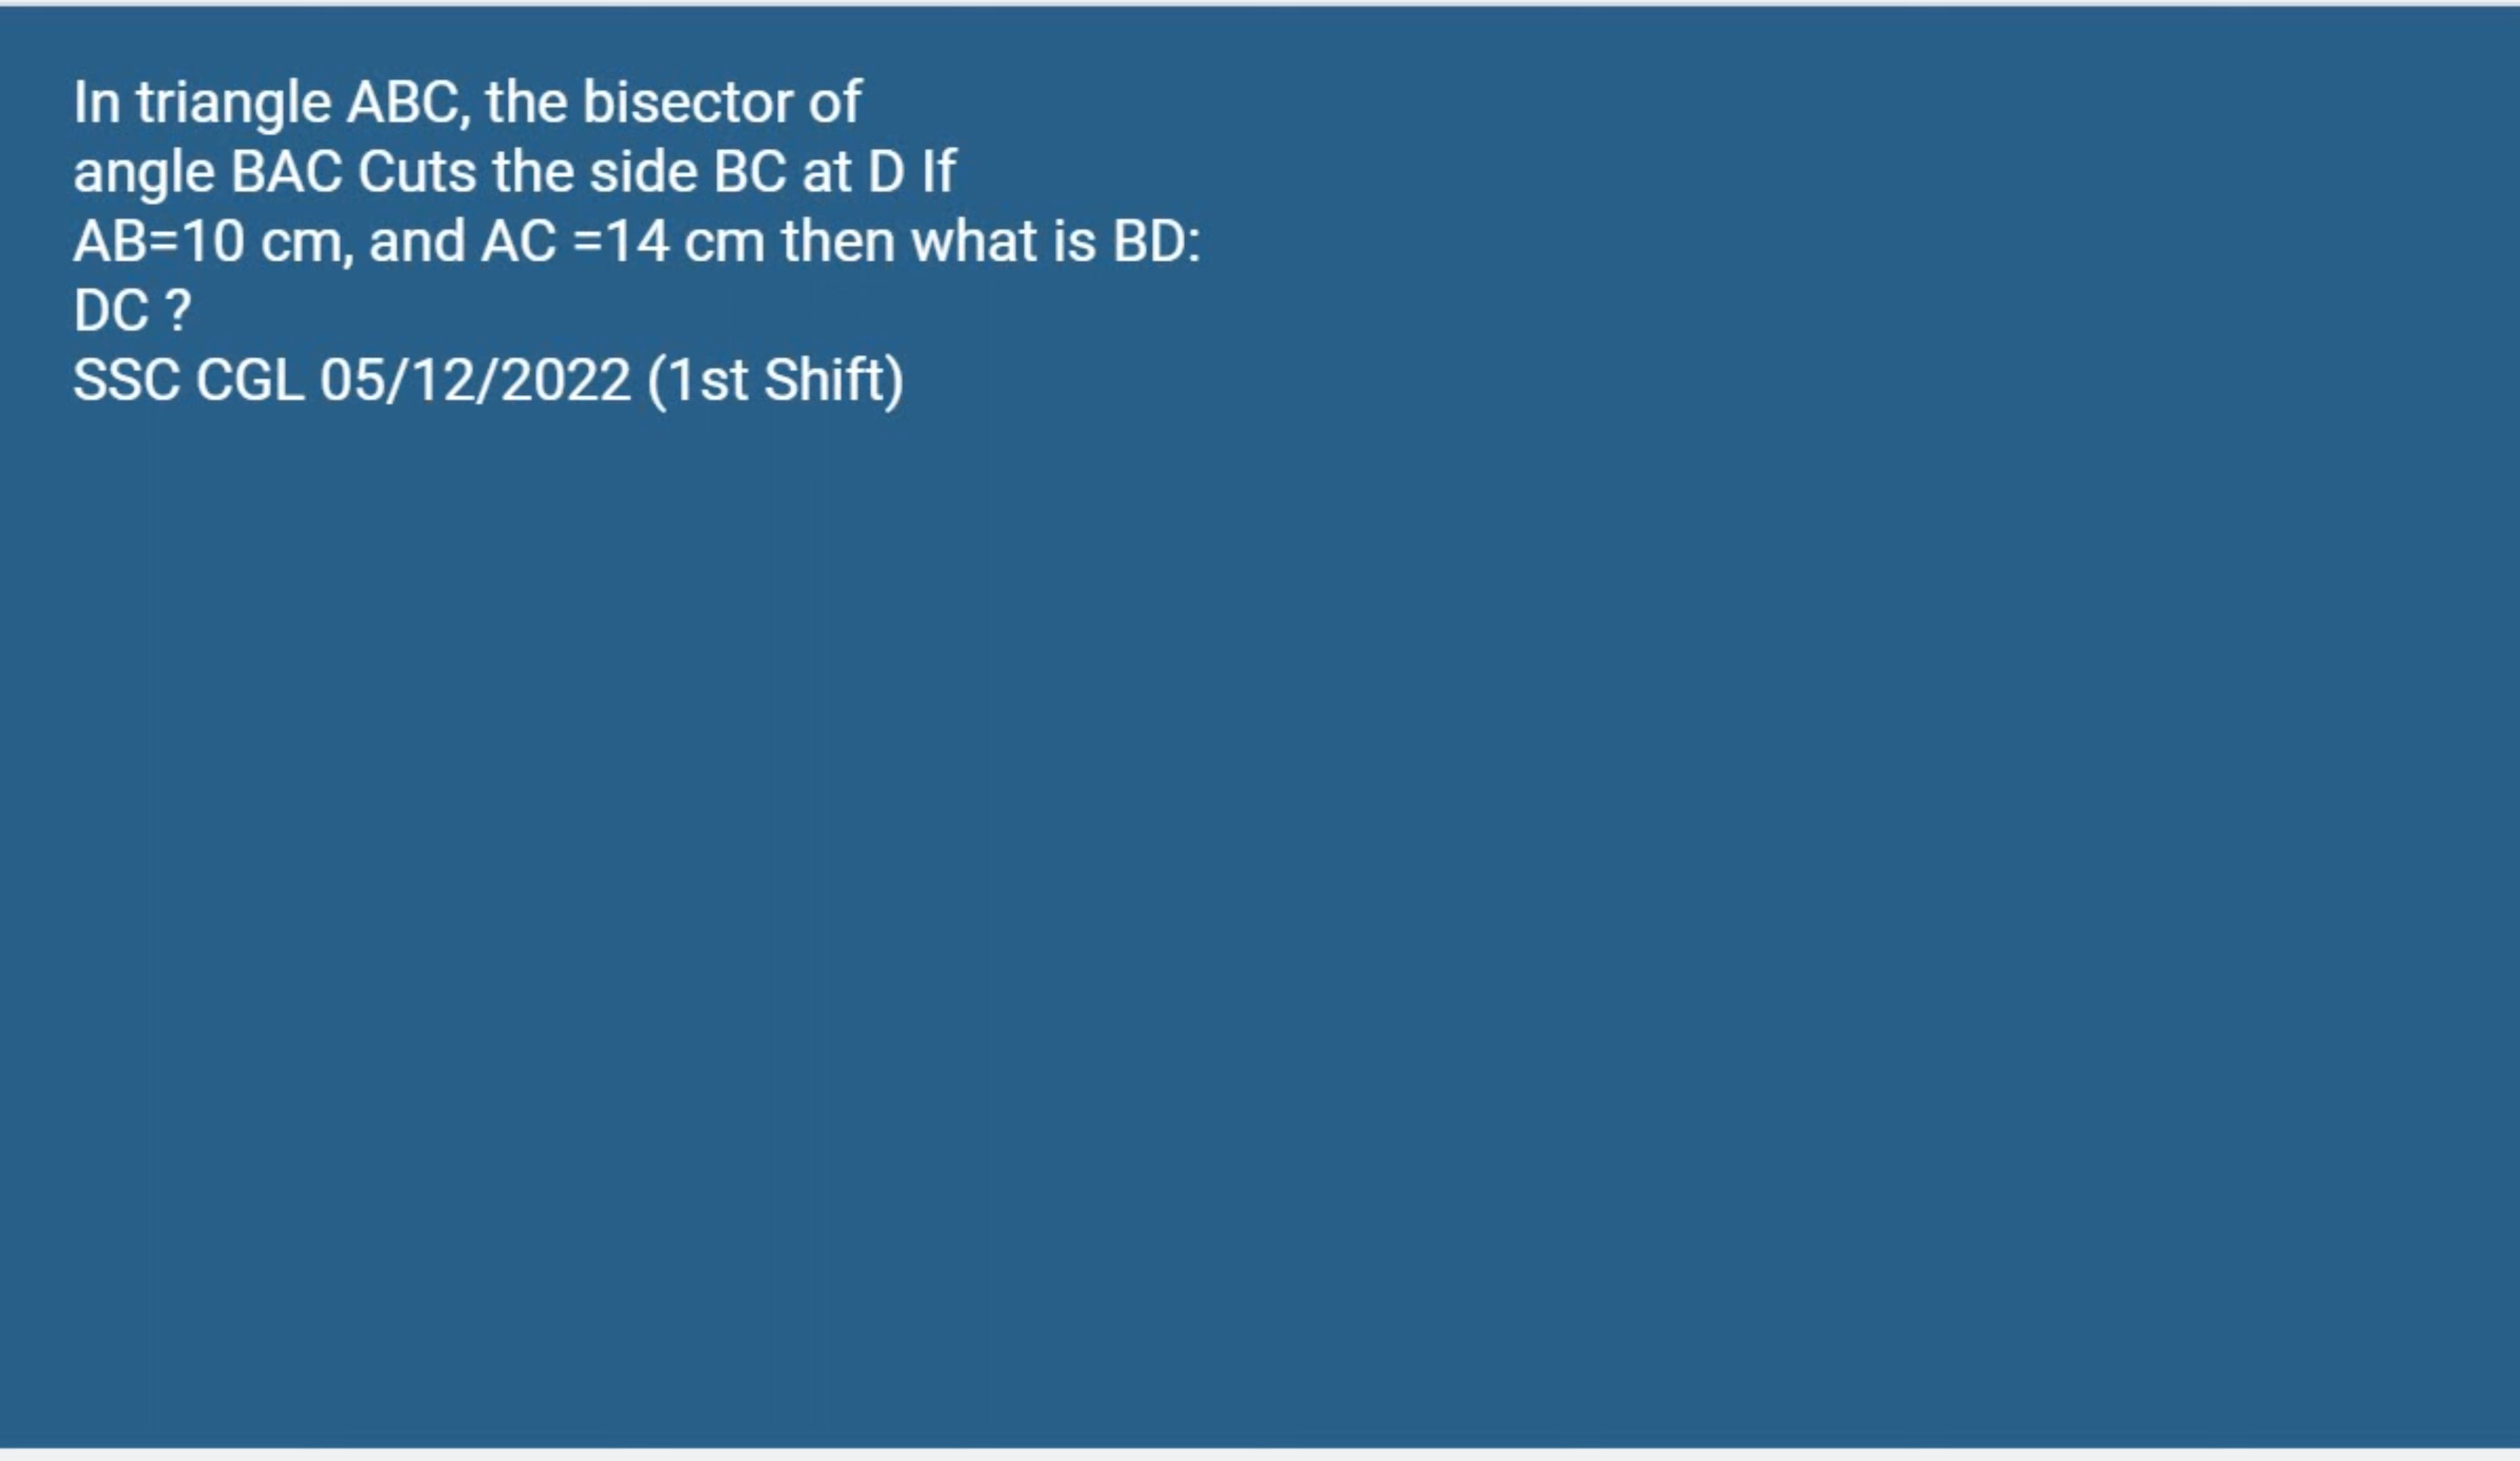 In triangle ABC, the bisector of
angle BAC Cuts the side BC at D If
AB=10 cm, and AC =14 cm then what is BD:
DC ?
SSC CGL 05/12/2022 (1st Shift)